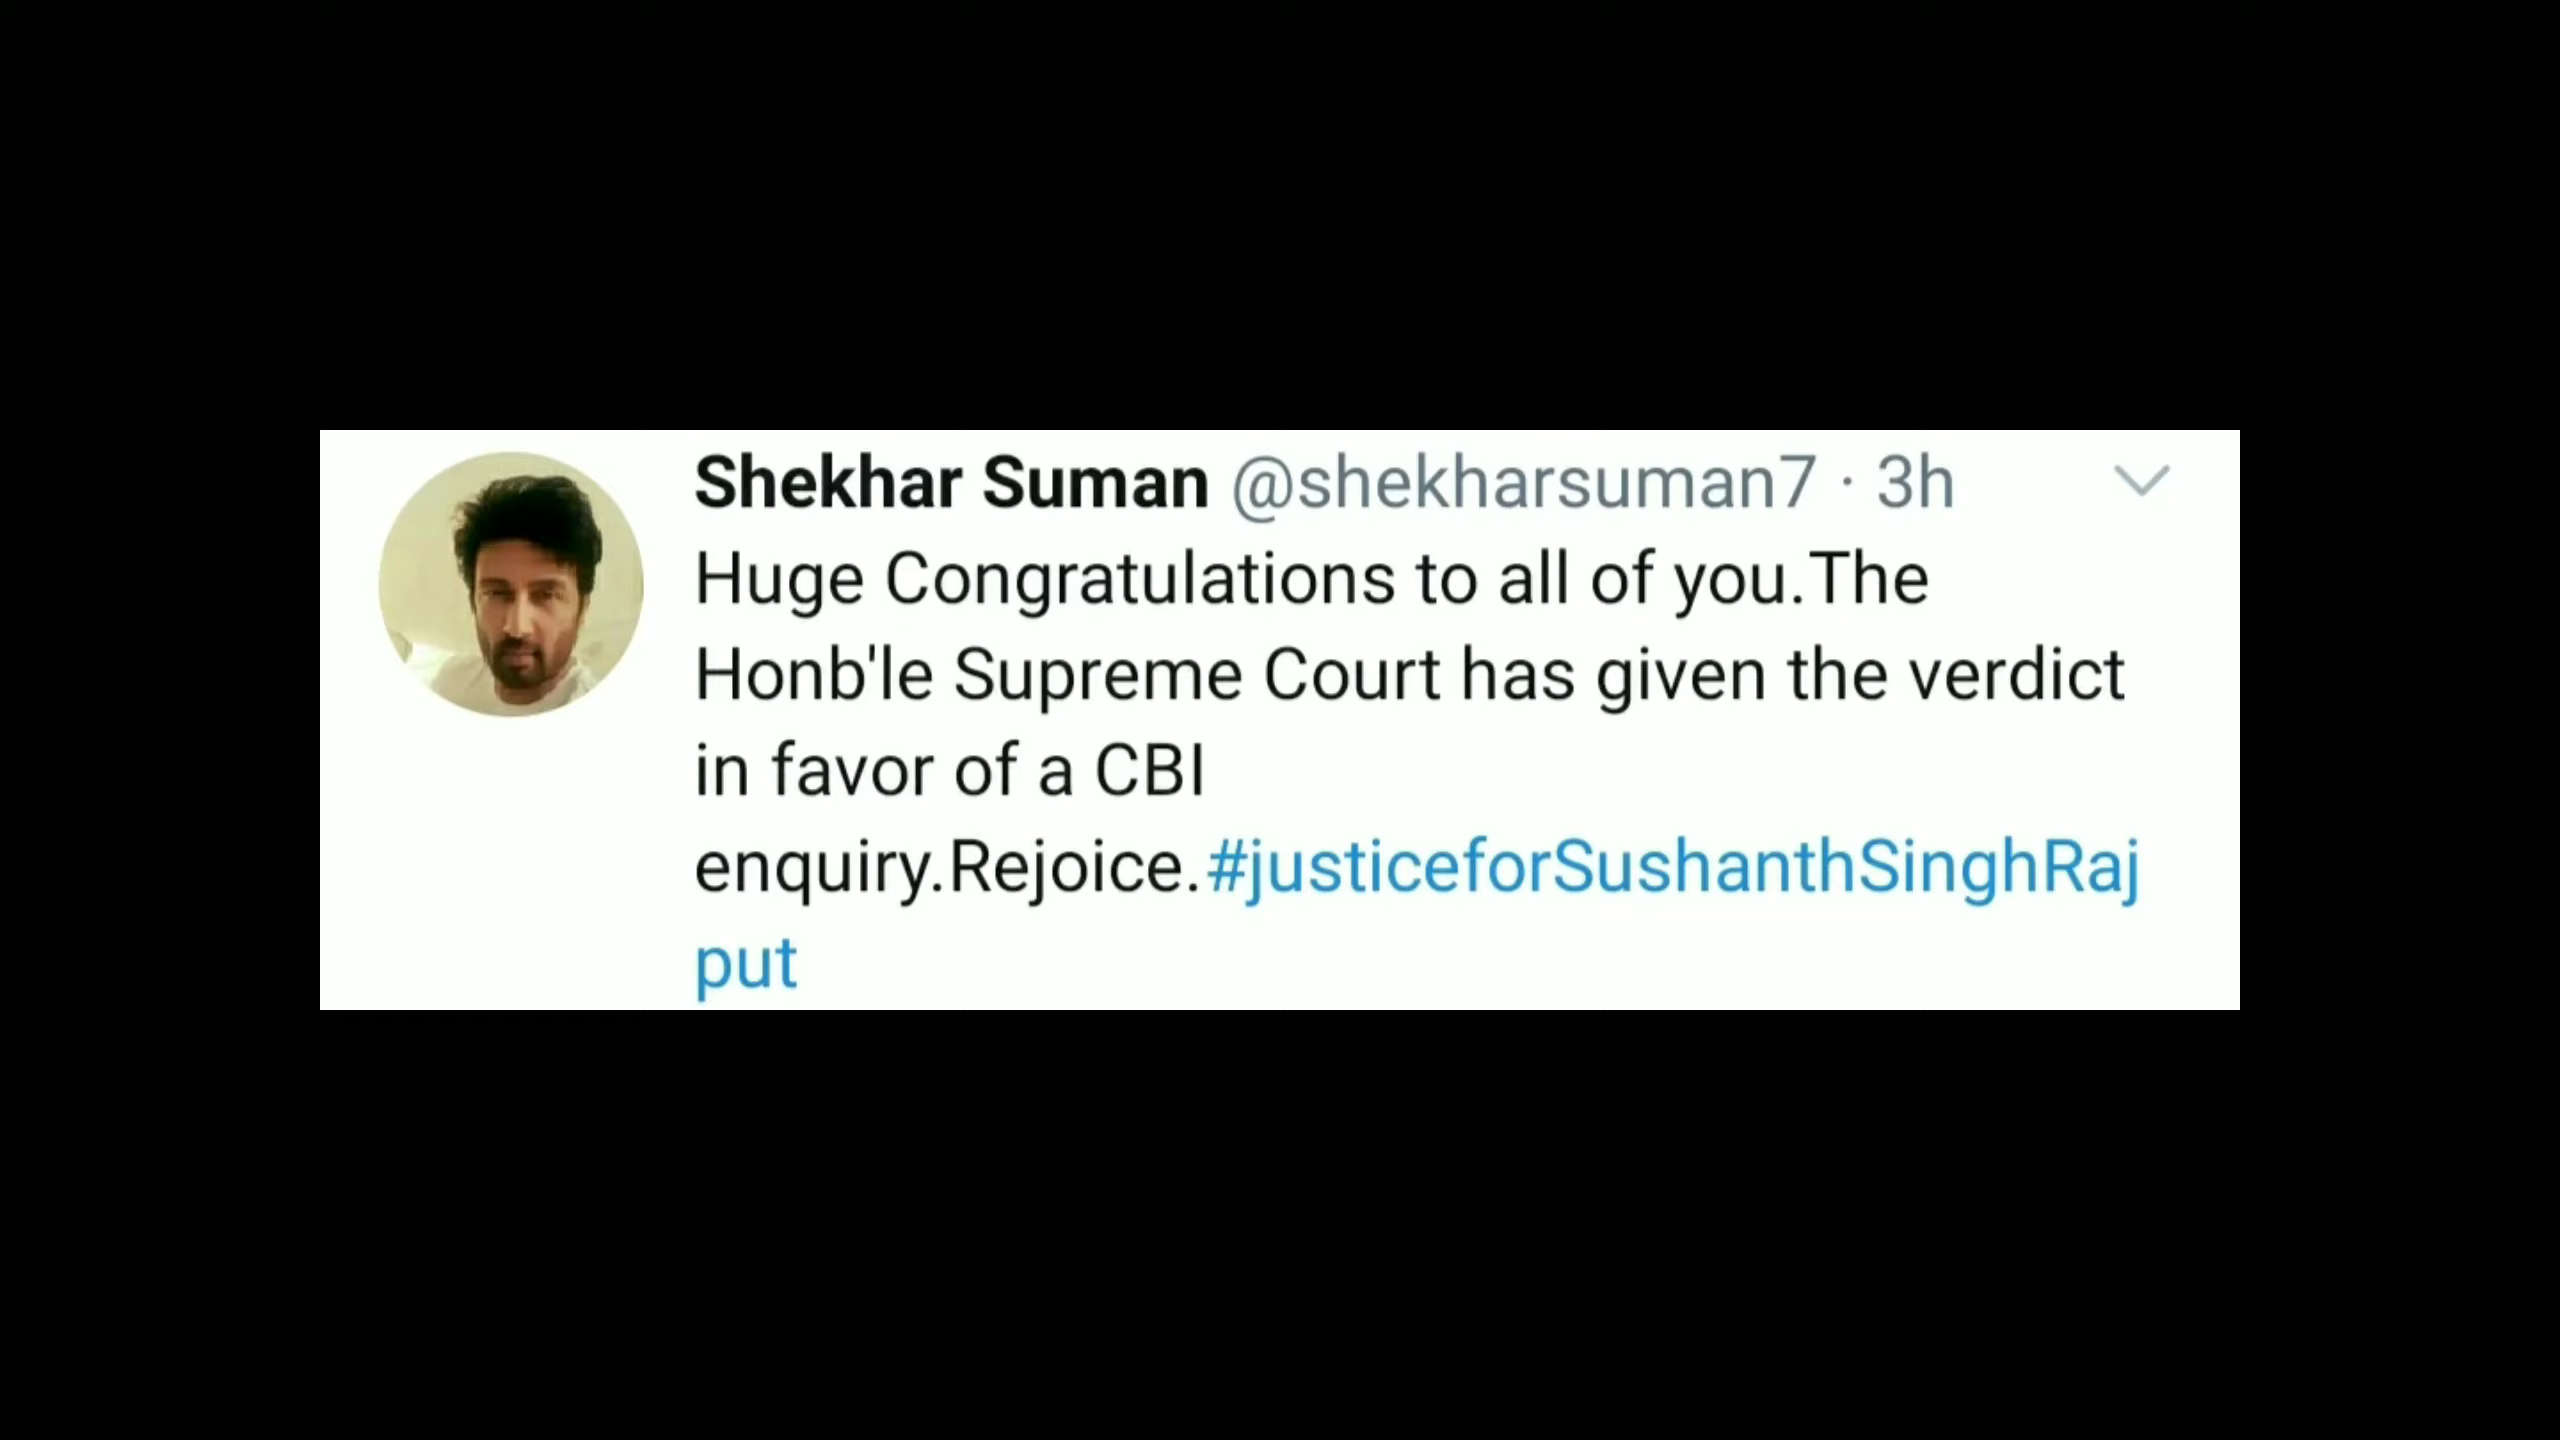 Shekhar Suman @shekharsuman7 · 3h
Huge Congratulations to all of you.The
Honb'le Supreme Court has given the verdict
in favor of a CBI
enquiry.Rejoice.#justiceforSushanthSinghRaj
put